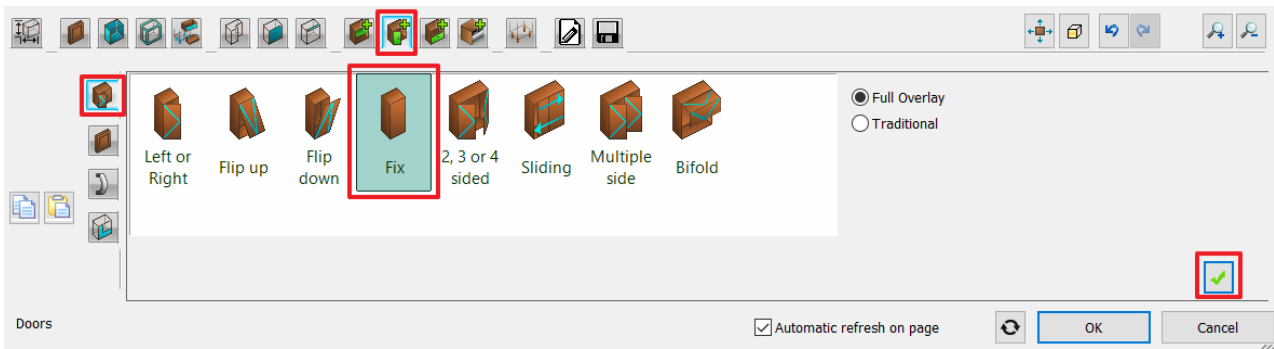 Left or
Right
Flip up
Flip
down
Fix
2, 3 or 4
sided
Sliding
Multiple
side
Bifold
Full Overlay
Traditional
Doors
Automatic refresh on page
OK
Cancel